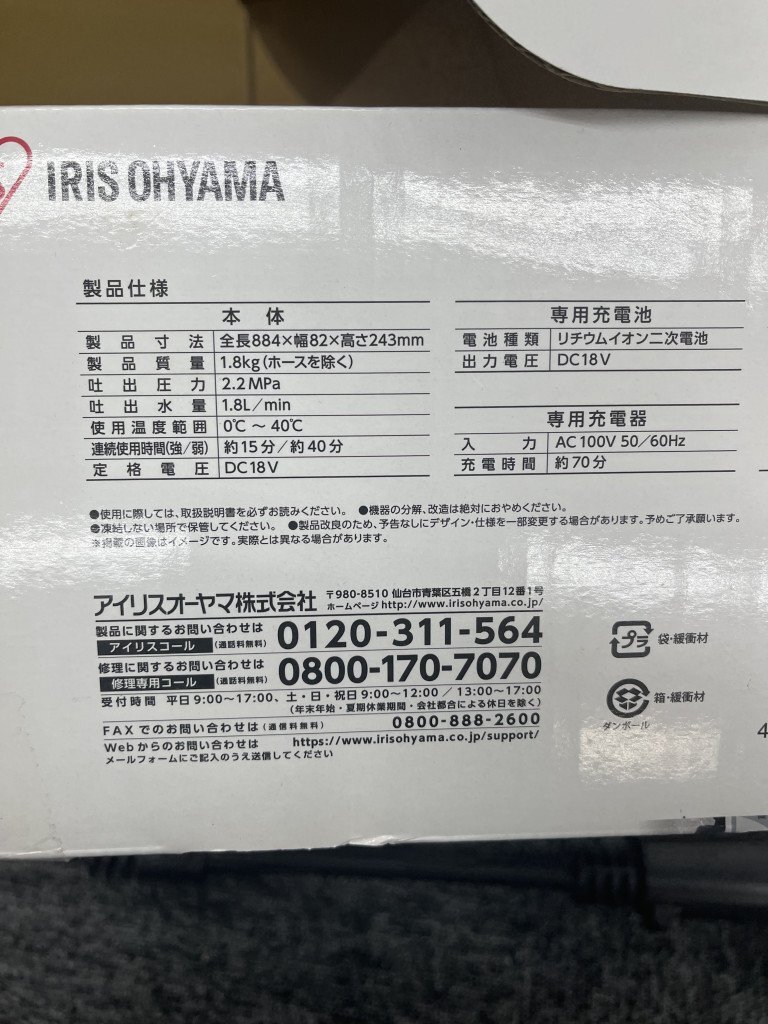 IRIS OHYAMA
製品仕様
本 体
製品寸法 全長884×幅82×高さ243mm
製品質量 1.8kg(ホースを除く)
吐出圧力 2.2MPa
吐出水量 1.8L/min
使用温度範囲 0℃ ～ 40℃
連続使用時間(強/弱) 約15分/約40分
定格電圧 DC18V
専用充電池
電池種類 リチウムイオン二次電池
出力電圧 DC18V
専用充電器
入力 AC100V 50/60Hz
充電時間 約70分
●使用に際しては、取扱説明書を必ずお読みください。 ●機器の分解、改造は絶対におやめください。
●凍結しない場所で保管してください。 ●製品改良のため、予告なしにデザイン・仕様を一部変更する場合があります。予めご了承願います。
※掲載の画像はイメージです。実際とは異なる場合があります。
アイリスオーヤマ株式会社 〒980-8510 仙台市青葉区五橋2丁目12番1号
ホームページ http://www.irisohyama.co.jp/
製品に関するお問い合わせは
アイリスコール (通話料無料) 0120-311-564
修理に関するお問い合わせは
修理専用コール (通話料無料) 0800-170-7070
受付時間 平日9:00～17:00、土・日・祝日9:00～12:00 / 13:00～17:00
(年末年始・夏期休業期間・会社都合による休日を除く)
FAXでのお問い合わせは(通信料無料) 0800-888-2600
Webからのお問い合わせは https://www.irisohyama.co.jp/support/
メールフォームにご記入のうえ送信してください
プラ 袋・緩衝材
箱・緩衝材
ダンボール
4